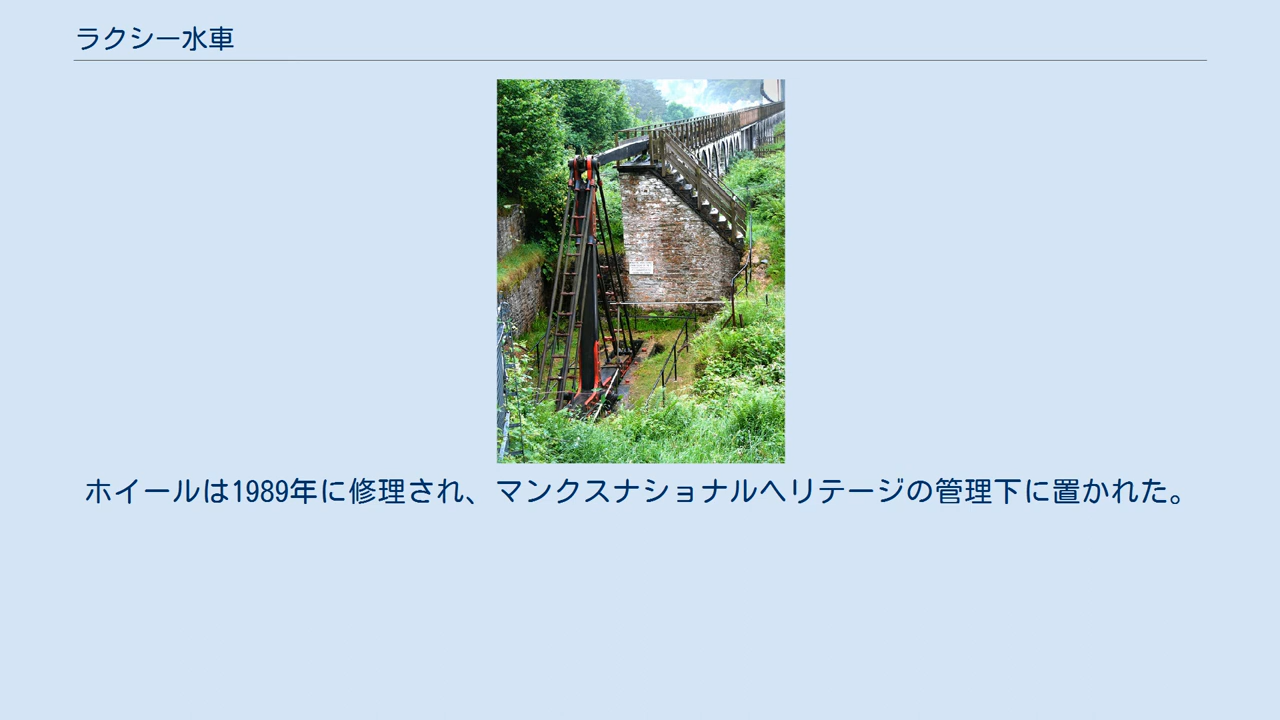 ラクシー水車
ホイールは1989年に修理され、マンクスナショナルヘリテージの管理下に置かれた。